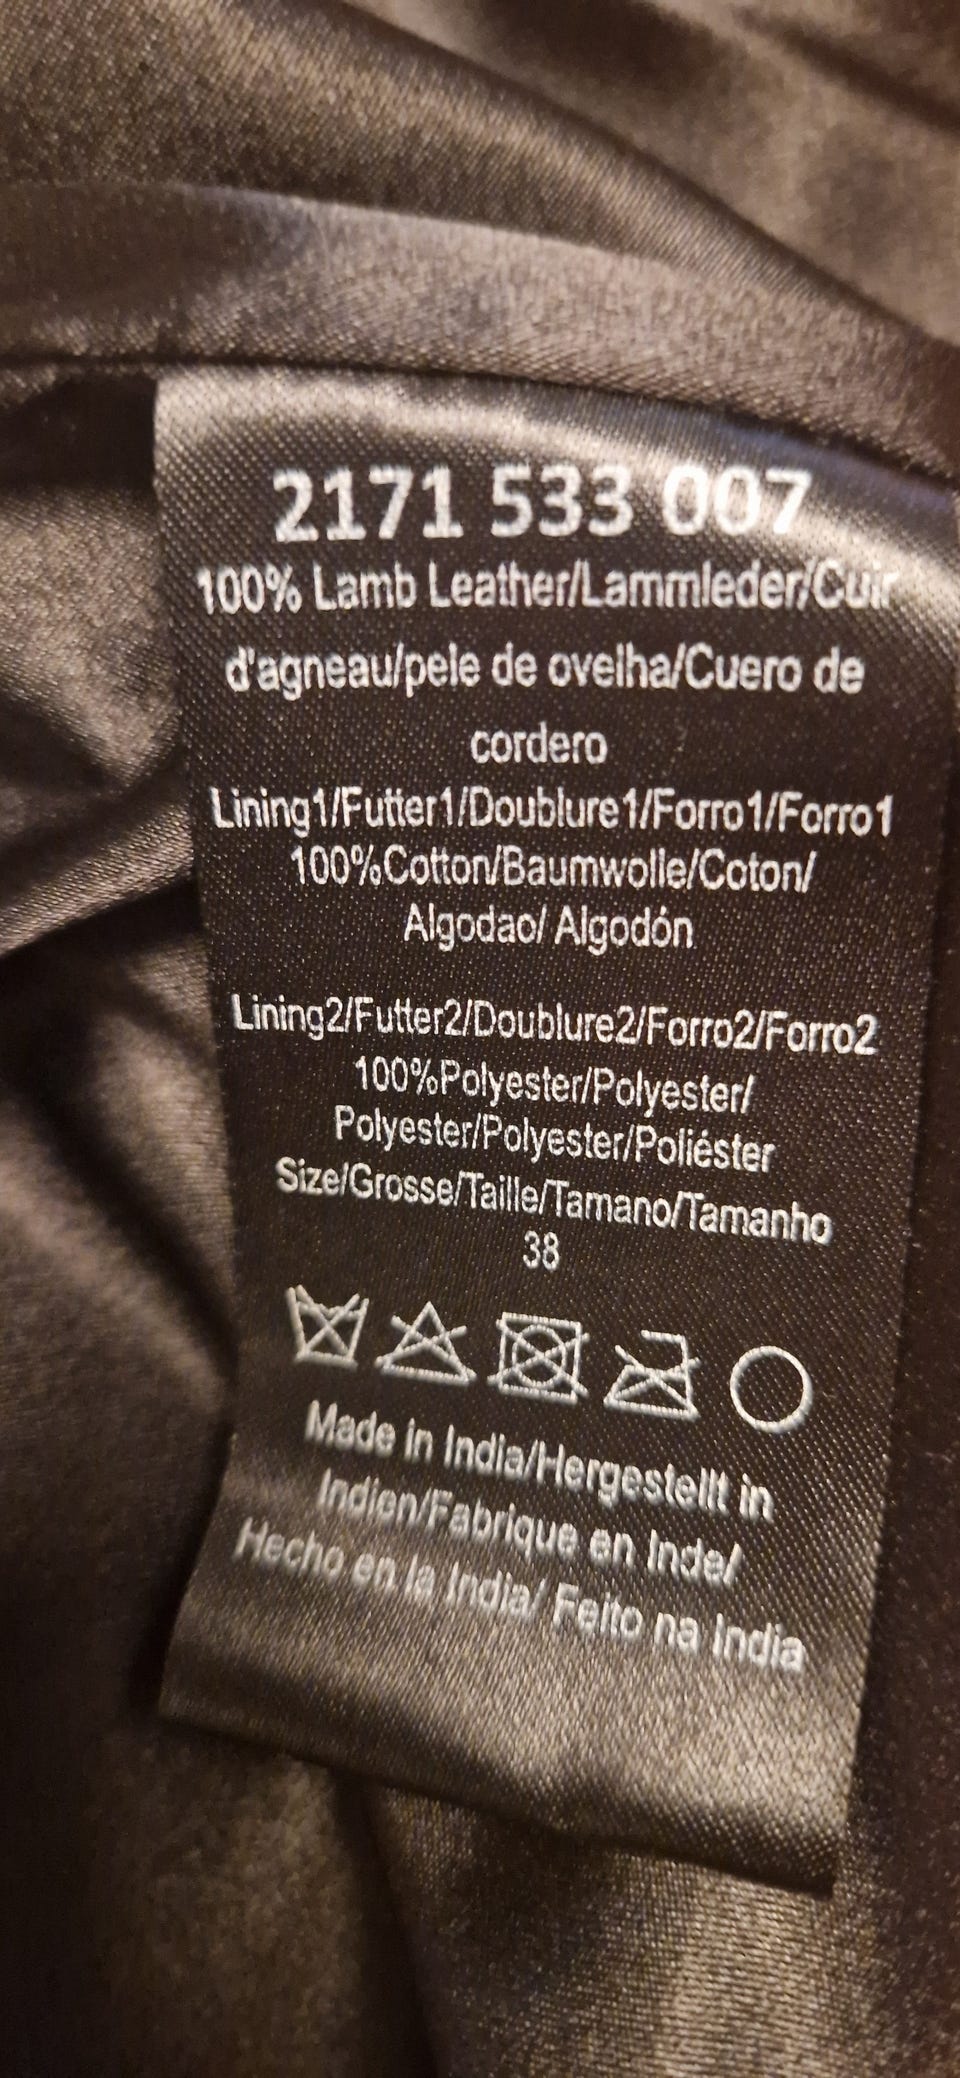 2171 533 007
100% Lamb Leather/Lammleder/Cuir
d'agneau/pele de ovelha/Cuero de
cordero
Lining1/Futter1/Doublure1/Forro1/Forro1
100%Cotton/Baumwolle/Coton/
Algodao/ Algodón
Lining2/Futter2/Doublure2/Forro2/Forro2
100%Polyester/Polyester/
Polyester/Polyester/Poliéster
Size/Grosse/Taille/Tamano/Tamanho
38
Made in India/Hergestellt in
Indien/Fabrique en Inde/
Hecho en la India/ Feito na India